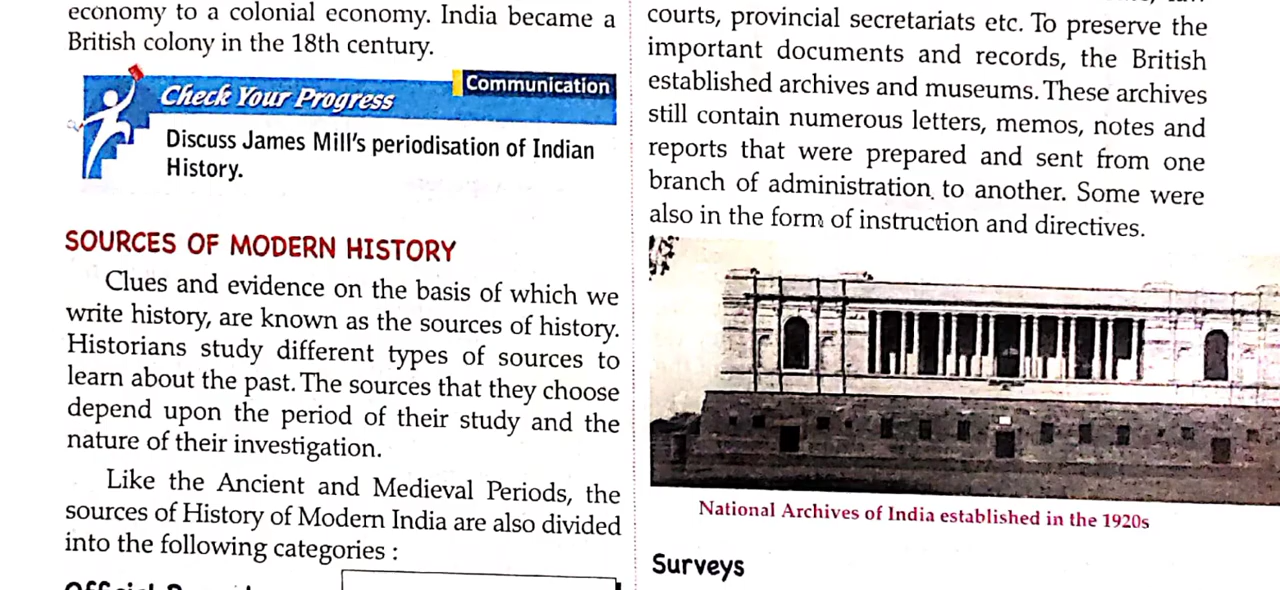 economy to a colonial economy. India became a
British colony in the 18th century.
Communication
Check Your Progress
Discuss James Mill's periodisation of Indian
History.
SOURCES OF MODERN HISTORY
Clues and evidence on the basis of which we
write history, are known as the sources of history.
Historians study different types of sources to
learn about the past. The sources that they choose
depend upon the period of their study and the
nature of their investigation.
Like the Ancient and Medieval Periods, the
sources of History of Modern India are also divided
into the following categories :
courts, provincial secretariats etc. To preserve the
important documents and records, the British
established archives and museums. These archives
still contain numerous letters, memos, notes and
reports that were prepared and sent from one
branch of administration to another. Some were
also in the form of instruction and directives.
National Archives of India established in the 1920s
Surveys